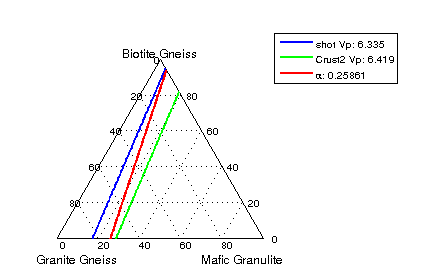 Biotite Gneiss
0
20 80
40 60
60 40
80 20
0
0 20 40 60 80
Granite Gneiss Mafic Granulite
shot Vp: 6.335
Crust2 Vp: 6.419
α: 0.25861